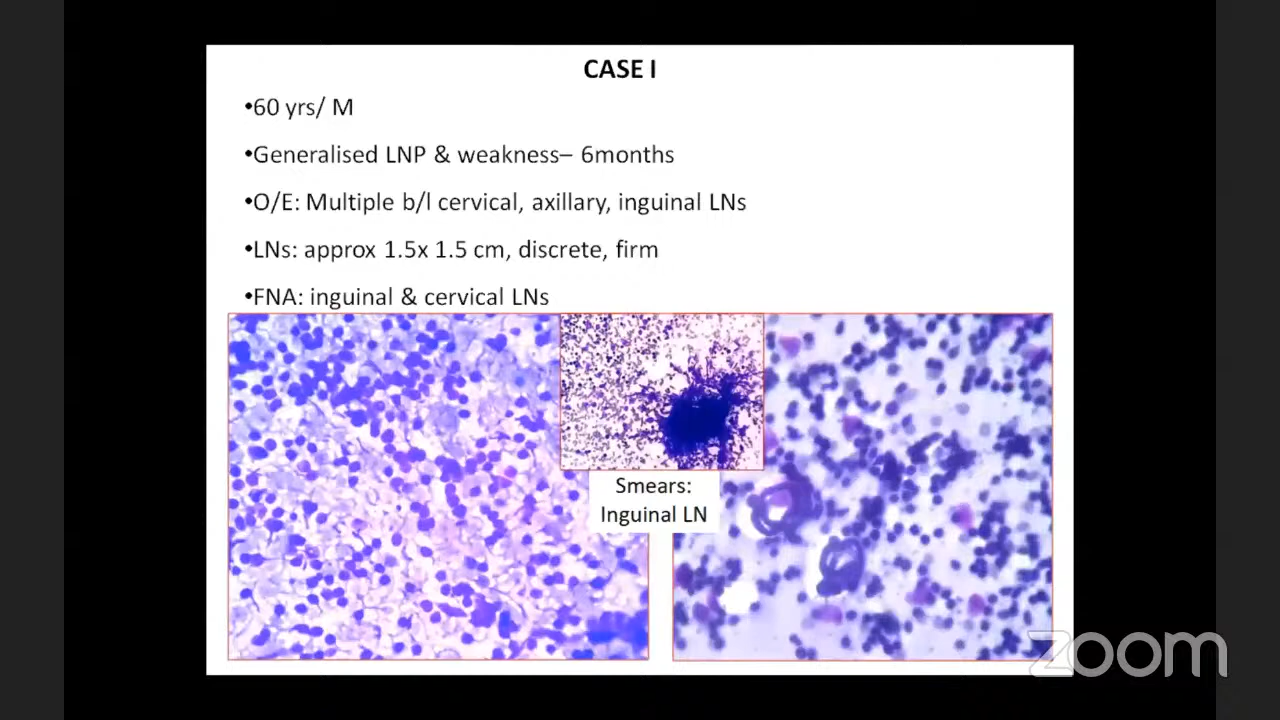 CASE I
•60 yrs/ M
•Generalised LNP & weakness– 6months
•O/E: Multiple b/l cervical, axillary, inguinal LNs
•LNs: approx 1.5x 1.5 cm, discrete, firm
•FNA: inguinal & cervical LNs
Smears:
Inguinal LN
zoom